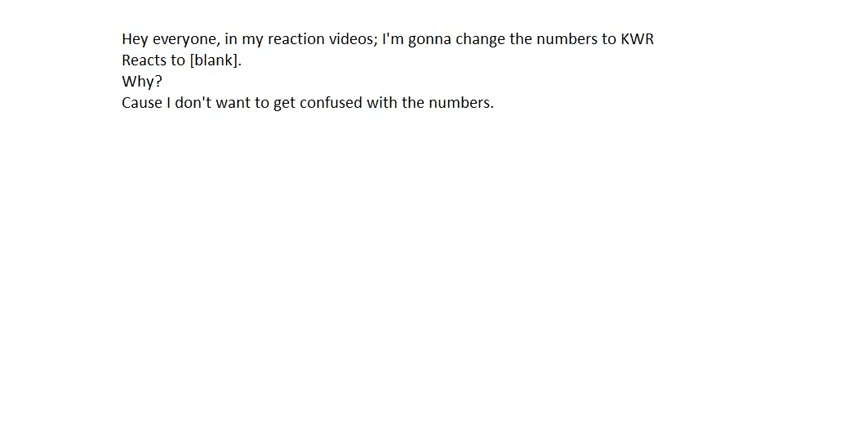 Hey everyone, in my reaction videos; I'm gonna change the numbers to KWR
Reacts to [blank].
Why?
Cause I don't want to get confused with the numbers.